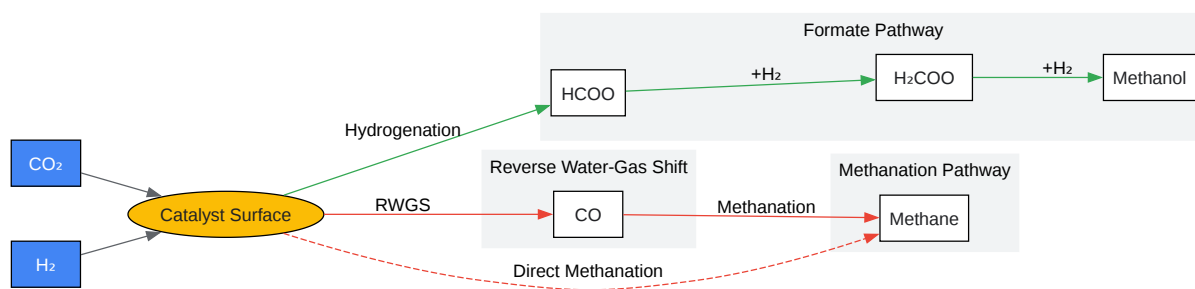 Formate Pathway
HCOO
+H₂
H₂COO
+H₂
Methanol
Hydrogenation
CO₂
H₂
Catalyst Surface
Reverse Water-Gas Shift
RWGS
CO
Methanation
Methanation Pathway
Methane
Direct Methanation